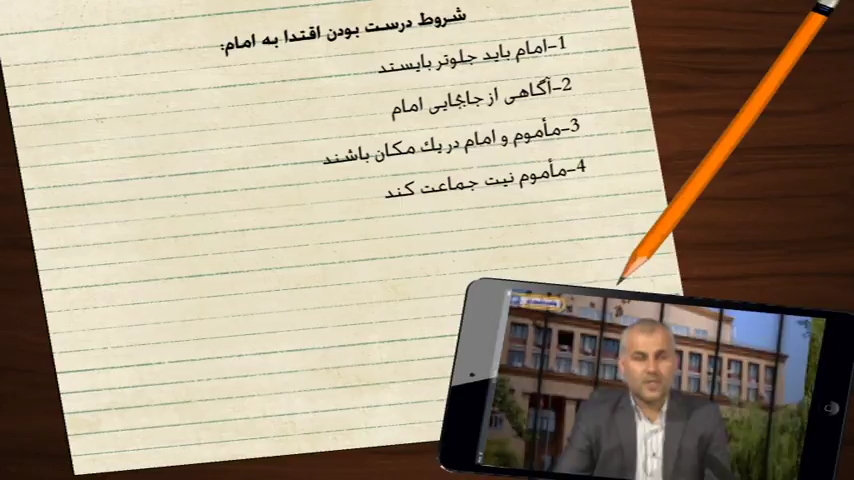 شروط درست بودن اقتدا به امام:
1-امام باید جلوتر بایستد
2-آگاهی از جابجایی امام
3-مأموم و امام در یك مکان باشند
4-مأموم نیت جماعت کند